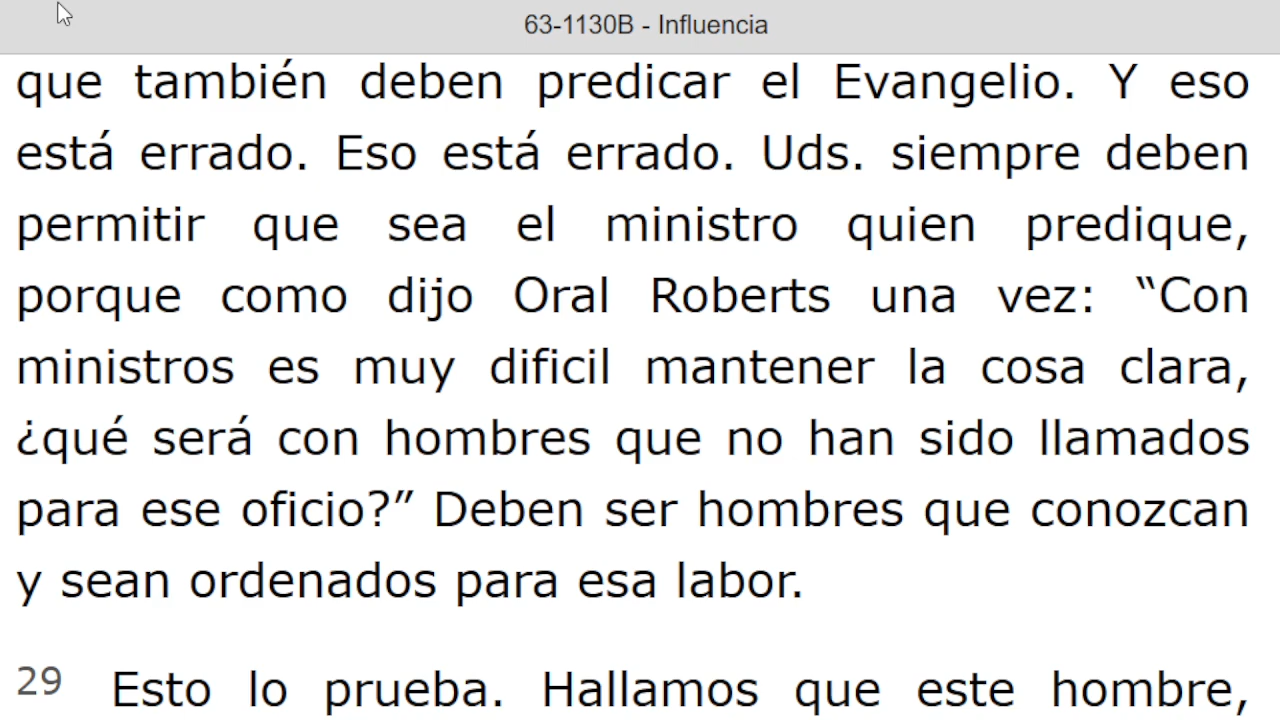 63-1130B - Influencia
que también deben predicar el Evangelio. Y eso
está errado. Eso está errado. Uds. siempre deben
permitir que sea el ministro quien predique,
porque como dijo Oral Roberts una vez: “Con
ministros es muy dificil mantener la cosa clara,
¿qué será con hombres que no han sido llamados
para ese oficio?” Deben ser hombres que conozcan
y sean ordenados para esa labor.
29 Esto lo prueba. Hallamos que este hombre,